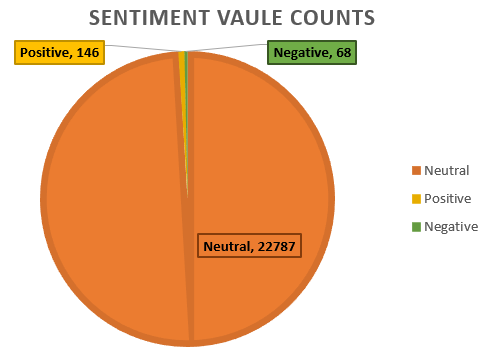 SENTIMENT VAULE COUNTS
Positive, 146
Negative, 68
Neutral, 22787
Neutral
Positive
Negative